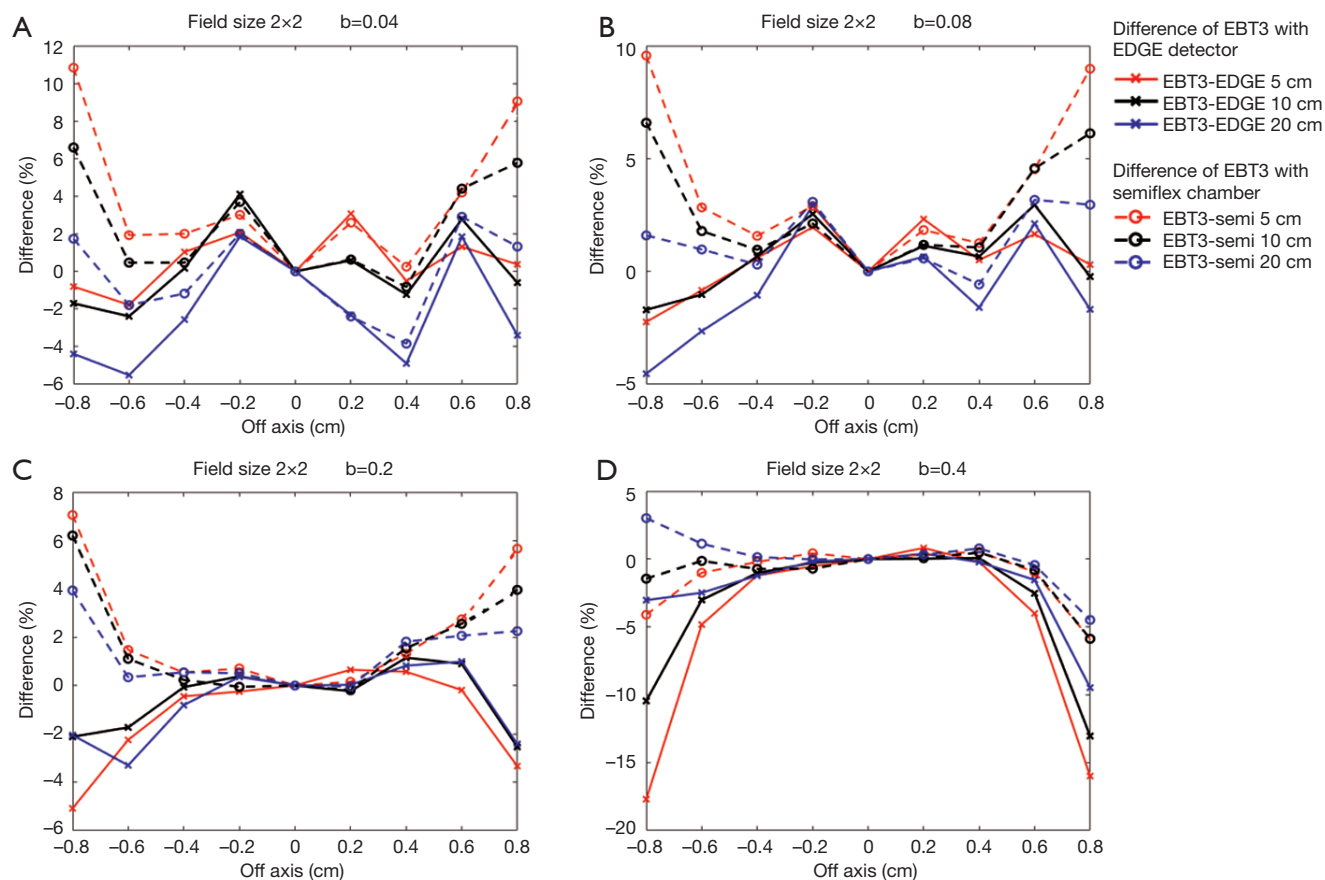 A
Field size 2×2 b=0.04
12
10
8
6
4
2
0
–2
–4
–6
Difference (%)
–0.8 –0.6 –0.4 –0.2 0 0.2 0.4 0.6 0.8
Off axis (cm)
B
Field size 2×2 b=0.08
10
5
0
–5
Difference (%)
–0.8 –0.6 –0.4 –0.2 0 0.2 0.4 0.6 0.8
Off axis (cm)
Difference of EBT3 with
EDGE detector
EBT3-EDGE 5 cm
EBT3-EDGE 10 cm
EBT3-EDGE 20 cm
Difference of EBT3 with
semiflex chamber
EBT3-semi 5 cm
EBT3-semi 10 cm
EBT3-semi 20 cm
C
Field size 2×2 b=0.2
8
6
4
2
0
–2
–4
–6
Difference (%)
–0.8 –0.6 –0.4 –0.2 0 0.2 0.4 0.6 0.8
Off axis (cm)
D
Field size 2×2 b=0.4
5
0
–5
–10
–15
–20
Difference (%)
–0.8 –0.6 –0.4 –0.2 0 0.2 0.4 0.6 0.8
Off axis (cm)